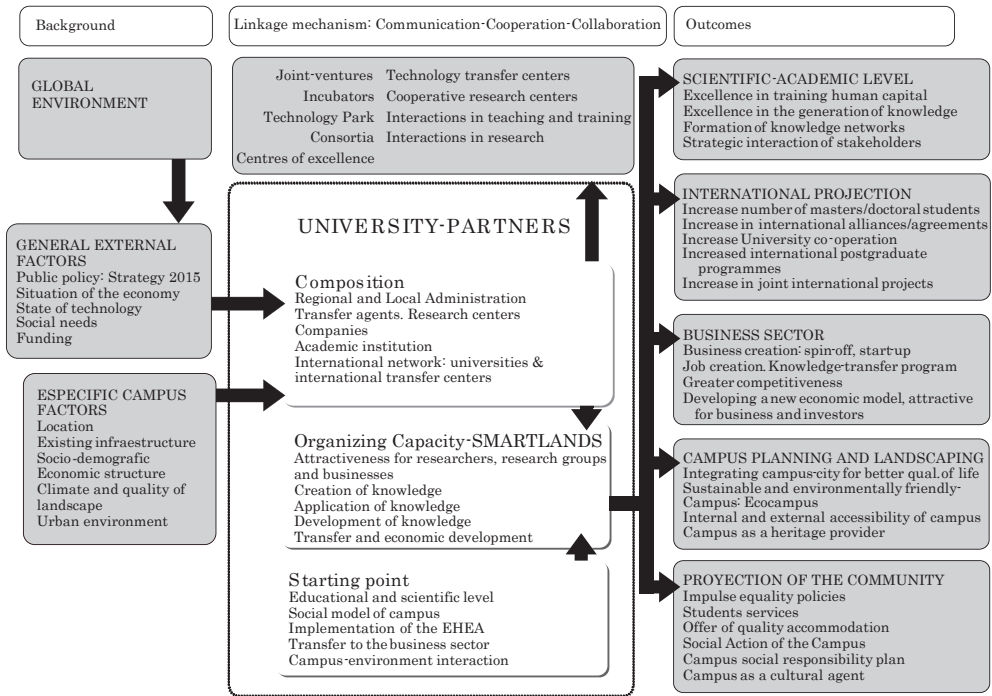 Background
Linkage mechanism: Communication-Cooperation-Collaboration
Outcomes
GLOBAL
ENVIRONMENT
GENERAL EXTERNAL
FACTORS
Public policy: Strategy 2015
Situation of the economy
State of technology
Social needs
Funding
ESPECIFIC CAMPUS
FACTORS
Location
Existing infraestructure
Socio-demografic
Economic structure
Climate and quality of
landscape
Urban environment
Joint-ventures Technology transfer centers
Incubators Cooperative research centers
Technology Park Interactions in teaching and training
Consortia Interactions in research
Centres of excellence
UNIVERSITY-PARTNERS
Composition
Regional and Local Administration
Transfer agents. Research centers
Companies
Academic institution
International network: universities &
international transfer centers
Organizing Capacity-SMARTLANDS
Attractiveness for researchers, research groups
and businesses
Creation of knowledge
Application of knowledge
Development of knowledge
Transfer and economic development
Starting point
Educational and scientific level
Social model of campus
Implementation of the EHEA
Transfer to the business sector
Campus-environment interaction
SCIENTIFIC-ACADEMIC LEVEL
Excellence in training human capital
Excellence in the generation of knowledge
Formation of knowledge networks
Strategic interaction of stakeholders
INTERNATIONAL PROJECTION
Increase number of masters/doctoral students
Increase in international alliances/agreements
Increase University co-operation
Increased international postgraduate
programmes
Increase in joint international projects
BUSINESS SECTOR
Business creation: spin-off, start-up
Job creation. Knowledge-transfer program
Greater competitiveness
Developing a new economic model, attractive
for business and investors
CAMPUS PLANNING AND LANDSCAPING
Integrating campus-city for better qual. of life
Sustainable and environmentally friendly-
Campus: Ecocampus
Internal and external accessibility of campus
Campus as a heritage provider
PROYECTION OF THE COMMUNITY
Impulse equality policies
Students services
Offer of quality accommodation
Social Action of the Campus
Campus social responsibility plan
Campus as a cultural agent